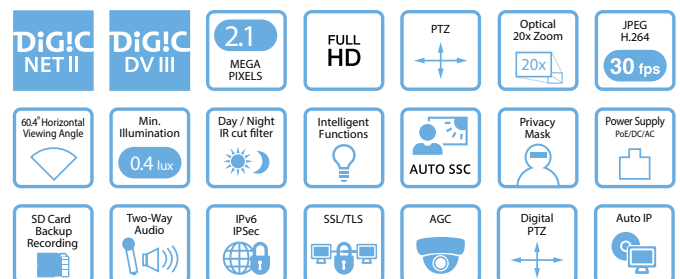 DiG!C
NET II
DiG!C
DV III
2.1
MEGA
PIXELS
FULL
HD
PTZ
Optical
20x Zoom
20x
JPEG
H.264
30 fps
60.4° Horizontal
Viewing Angle
Min.
Illumination
0.4 lux
Day / Night
IR cut filter
Intelligent
Functions
AUTO SSC
Privacy
Mask
Power Supply
PoE/DC/AC
SD Card
Backup
Recording
Two-Way
Audio
IPv6
IPSec
SSL/TLS
AGC
Digital
PTZ
Auto IP